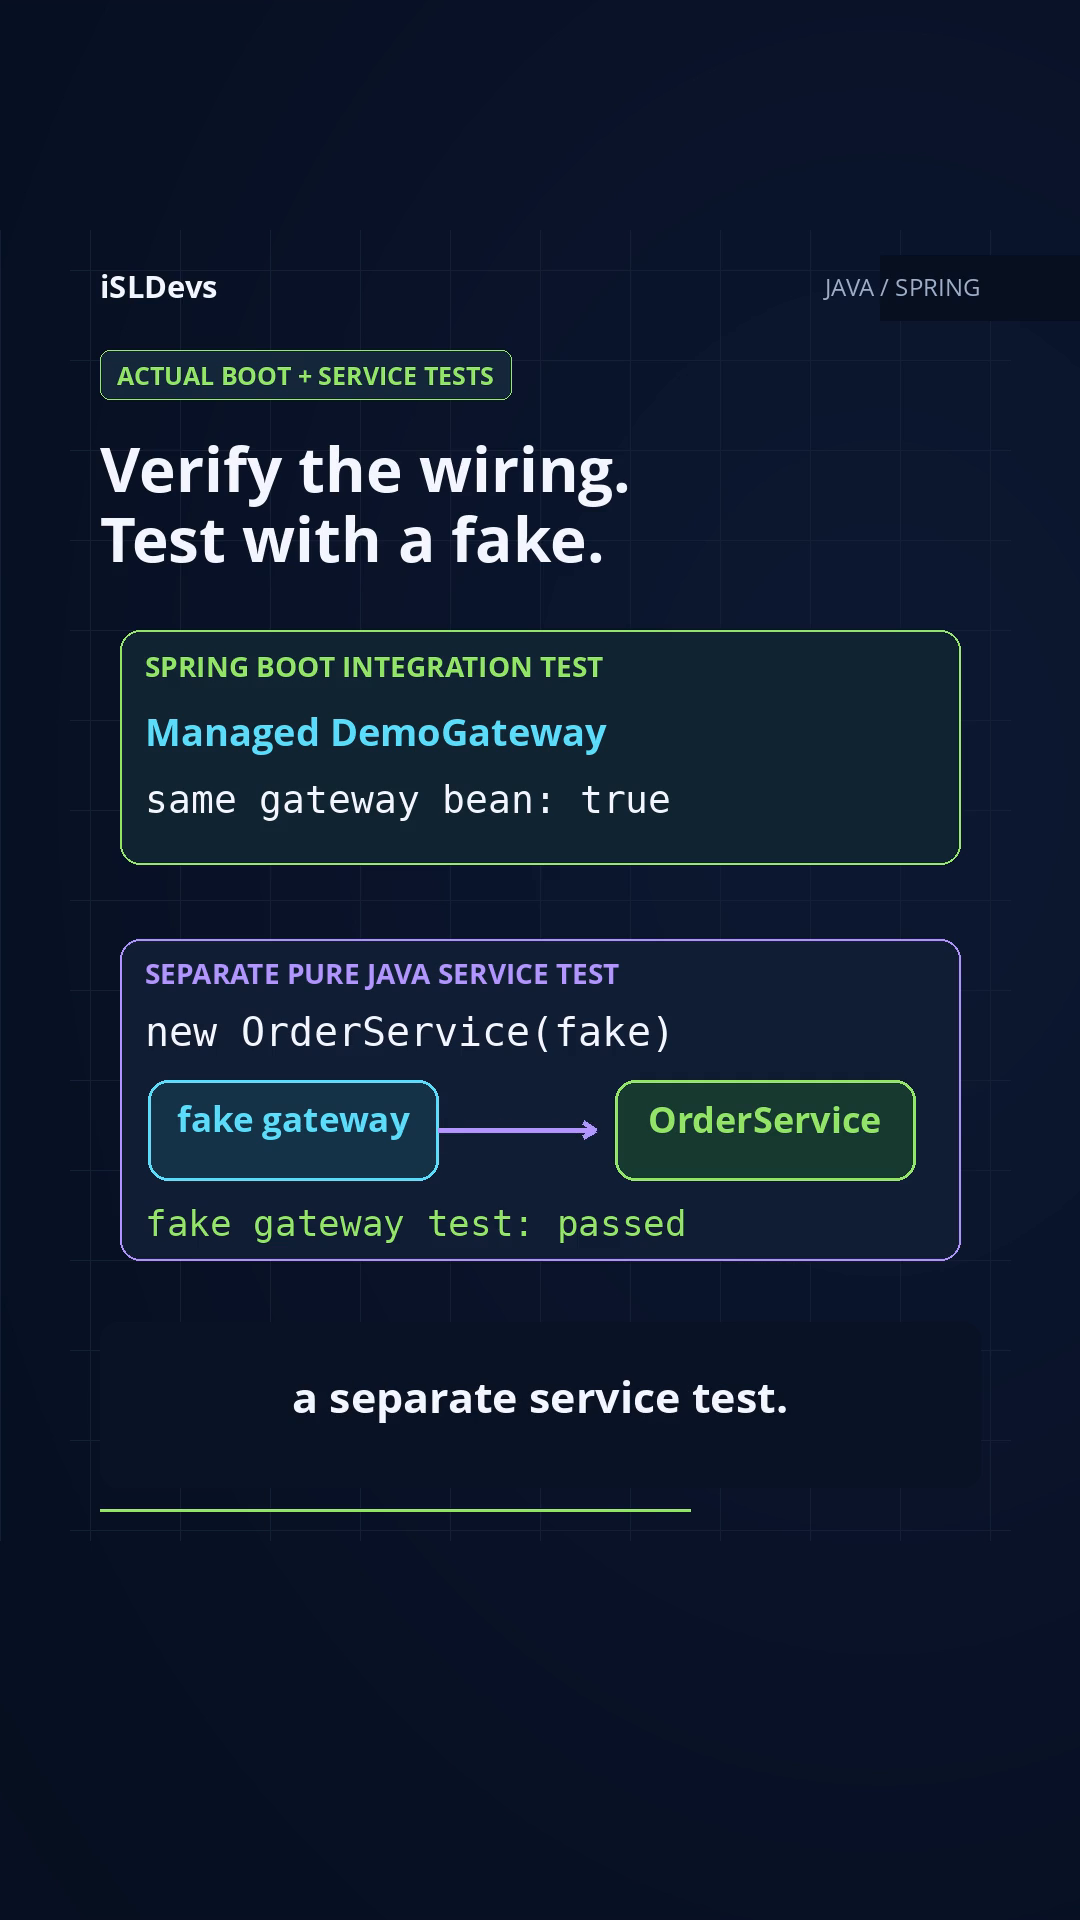 iSLDevs
JAVA / SPRING
ACTUAL BOOT + SERVICE TESTS
Verify the wiring.
Test with a fake.
SPRING BOOT INTEGRATION TEST
Managed DemoGateway
same gateway bean: true
SEPARATE PURE JAVA SERVICE TEST
new OrderService(fake)
fake gateway
OrderService
fake gateway test: passed
a separate service test.